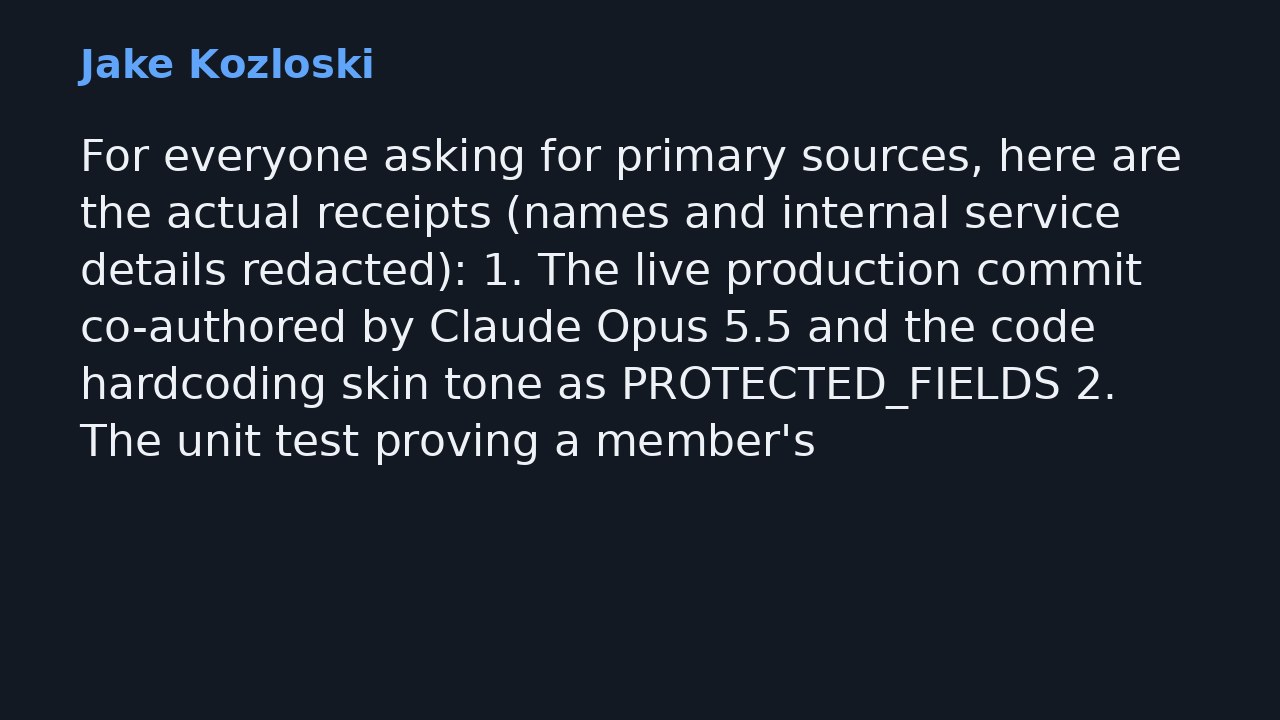 Jake Kozloski
For everyone asking for primary sources, here are
the actual receipts (names and internal service
details redacted): 1. The live production commit
co-authored by Claude Opus 5.5 and the code
hardcoding skin tone as PROTECTED_FIELDS 2.
The unit test proving a member's